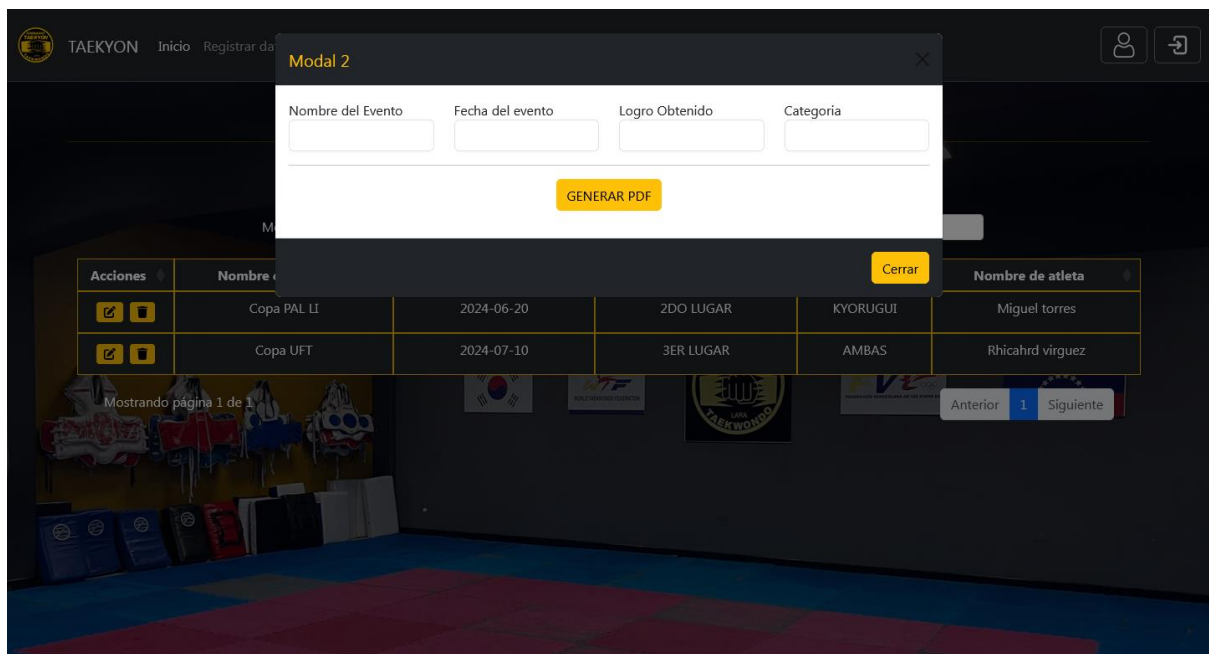 TAEKYON Inicio Registrar da
Modal 2
Nombre del Evento Fecha del evento Logro Obtenido Categoria
GENERAR PDF
Cerrar
Acciones Nombre Nombre de atleta
Copa PAL LI 2024-06-20 2DO LUGAR KYORUGUI Miguel torres
Copa UFT 2024-07-10 3ER LUGAR AMBAS Rhicahrd virguez
Mostrando página 1 de 1
Anterior 1 Siguiente
LARA
TAEKWONDO